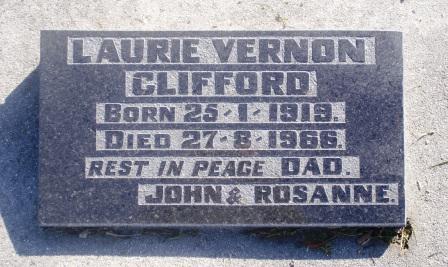 LAURIE VERNON
CLIFFORD
BORN 25-1-1919.
DIED 27-8-1966.
REST IN PEACE DAD.
JOHN & ROSANNE.